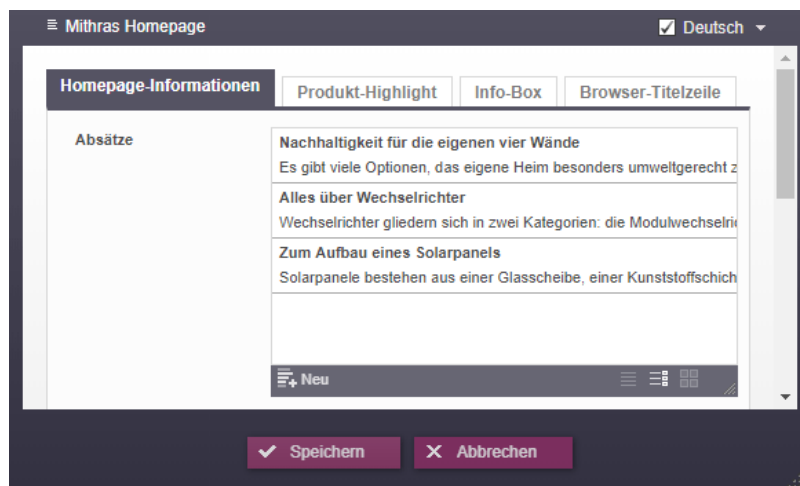 Mithras Homepage
Deutsch
Homepage-Informationen
Produkt-Highlight
Info-Box
Browser-Titelzeile
Absätze
Nachhaltigkeit für die eigenen vier Wände
Es gibt viele Optionen, das eigene Heim besonders umweltgerecht z
Alles über Wechselrichter
Wechselrichter gliedern sich in zwei Kategorien: die Modulwechselri
Zum Aufbau eines Solarpanels
Solarpanele bestehen aus einer Glasscheibe, einer Kunststoffschich
Neu
Speichern
Abbrechen